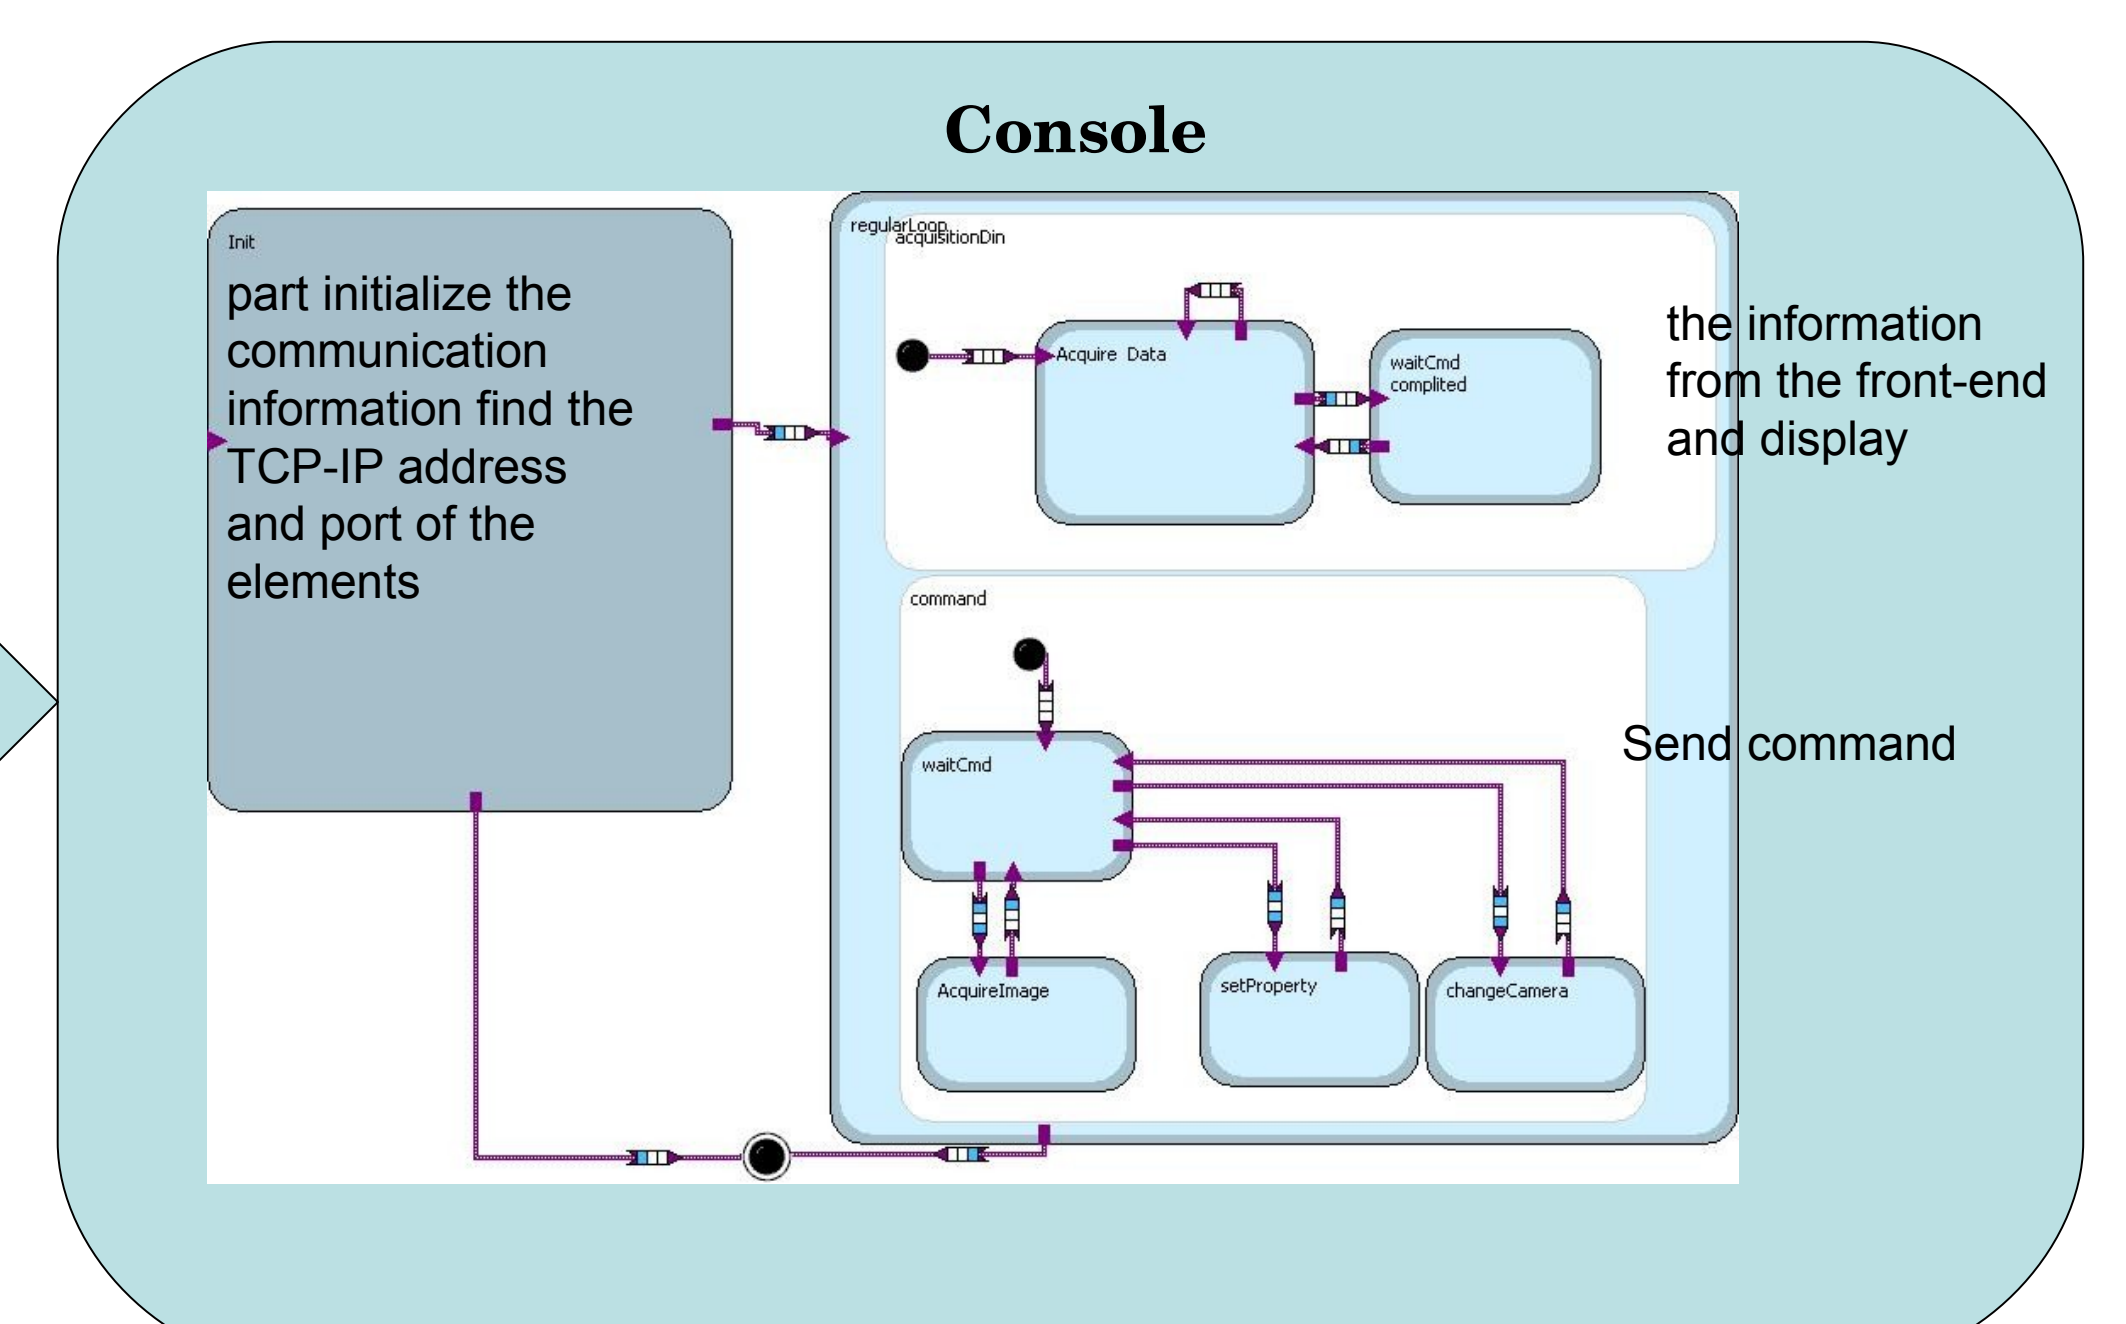 Console
Init
part initialize the
communication
information find the
TCP-IP address
and port of the
elements
regularLoop
acquisitionDin
Acquire Data
waitCmd
complited
the information
from the front-end
and display
command
waitCmd
Send command
AcquireImage
setProperty
changeCamera